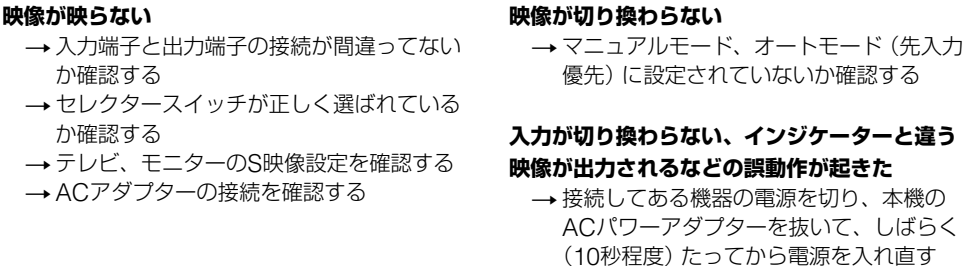 映像が映らない
→ 入力端子と出力端子の接続が間違ってない
か確認する
→ セレクタースイッチが正しく選ばれている
か確認する
→ テレビ、モニターのS映像設定を確認する
→ ACアダプターの接続を確認する
映像が切り換わらない
→ マニュアルモード、オートモード（先入力
優先）に設定されていないか確認する
入力が切り換わらない、インジケーターと違う
映像が出力されるなどの誤動作が起きた
→ 接続してある機器の電源を切り、本機の
ACパワーアダプターを抜いて、しばらく
（10秒程度）たってから電源を入れ直す